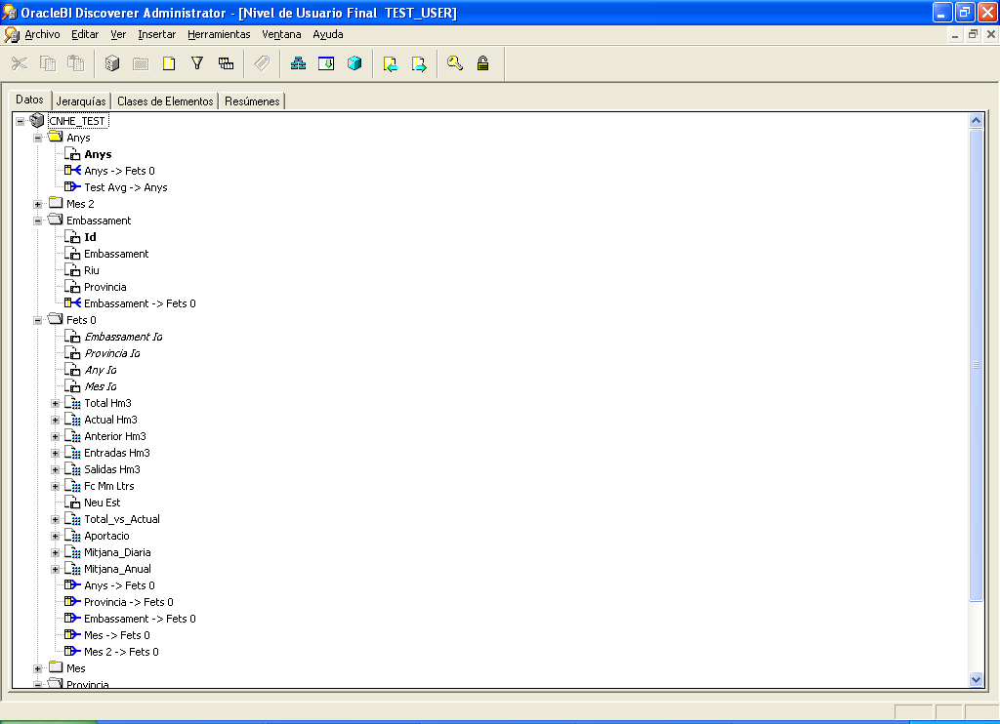 OracleBI Discoverer Administrator - [Nivel de Usuario Final TEST_USER]
Archivo Editar Ver Insertar Herramientas Ventana Ayuda
Datos Jerarquías Clases de Elementos Resúmenes
CNHE_TEST
Anys
Anys
Anys -> Fets 0
Test Avg -> Anys
Mes 2
Embassament
Id
Embassament
Riu
Provincia
Embassament -> Fets 0
Fets 0
Embassament Id
Provincia Id
Any Id
Mes Id
Total Hm3
Actual Hm3
Anterior Hm3
Entradas Hm3
Salidas Hm3
Fc Mm Ltrs
Neu Est
Total_vs_Actual
Aportacio
Mitjana_Diaria
Mitjana_Anual
Anys -> Fets 0
Provincia -> Fets 0
Embassament -> Fets 0
Mes -> Fets 0
Mes 2 -> Fets 0
Mes
Provincia